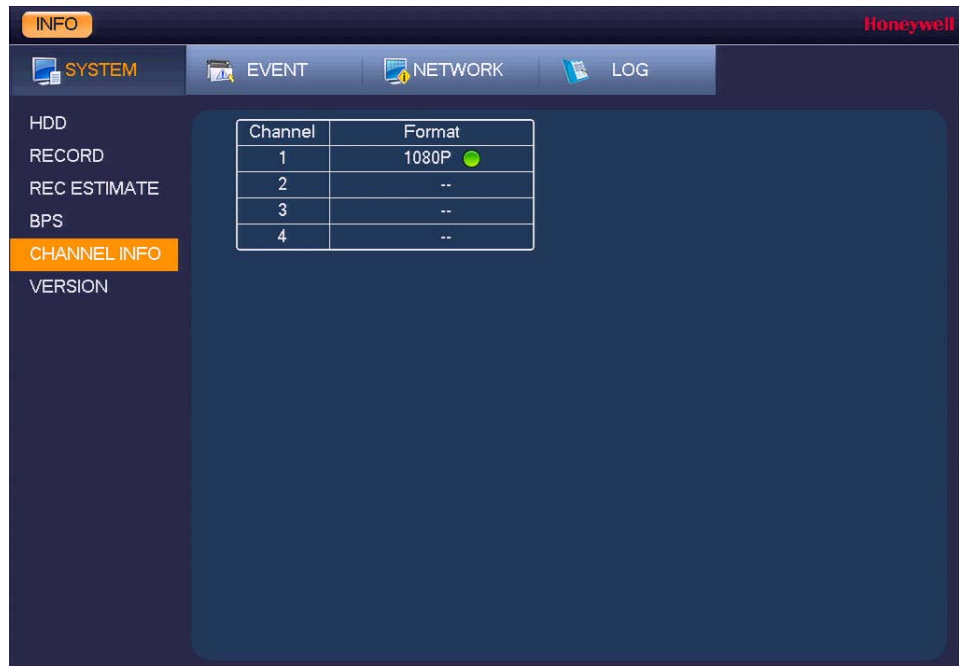 INFO
Honeywell
SYSTEM EVENT NETWORK LOG
HDD
RECORD
REC ESTIMATE
BPS
CHANNEL INFO
VERSION
Channel Format
1 1080P
2 --
3 --
4 --